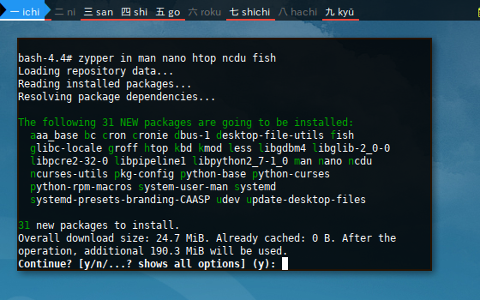 一 ichi 二 ni 三 san 四 shi 五 go 六 roku 七 shichi 八 hachi 九 kyū
bash-4.4# zypper in man nano htop ncdu fish
Loading repository data...
Reading installed packages...
Resolving package dependencies...
The following 31 NEW packages are going to be installed:
aaa_base bc cron cronie dbus-1 desktop-file-utils fish
glibc-locale groff htop kbd kmod less libgdbm4 libglib-2_0-0
libpcre2-32-0 libpipeline1 libpython2_7-1_0 man nano ncdu
ncurses-utils pkg-config python-base python-curses
python-rpm-macros system-user-man systemd
systemd-presets-branding-CAASP udev update-desktop-files
31 new packages to install.
Overall download size: 24.7 MiB. Already cached: 0 B. After the
operation, additional 190.3 MiB will be used.
Continue? [y/n/...? shows all options] (y):